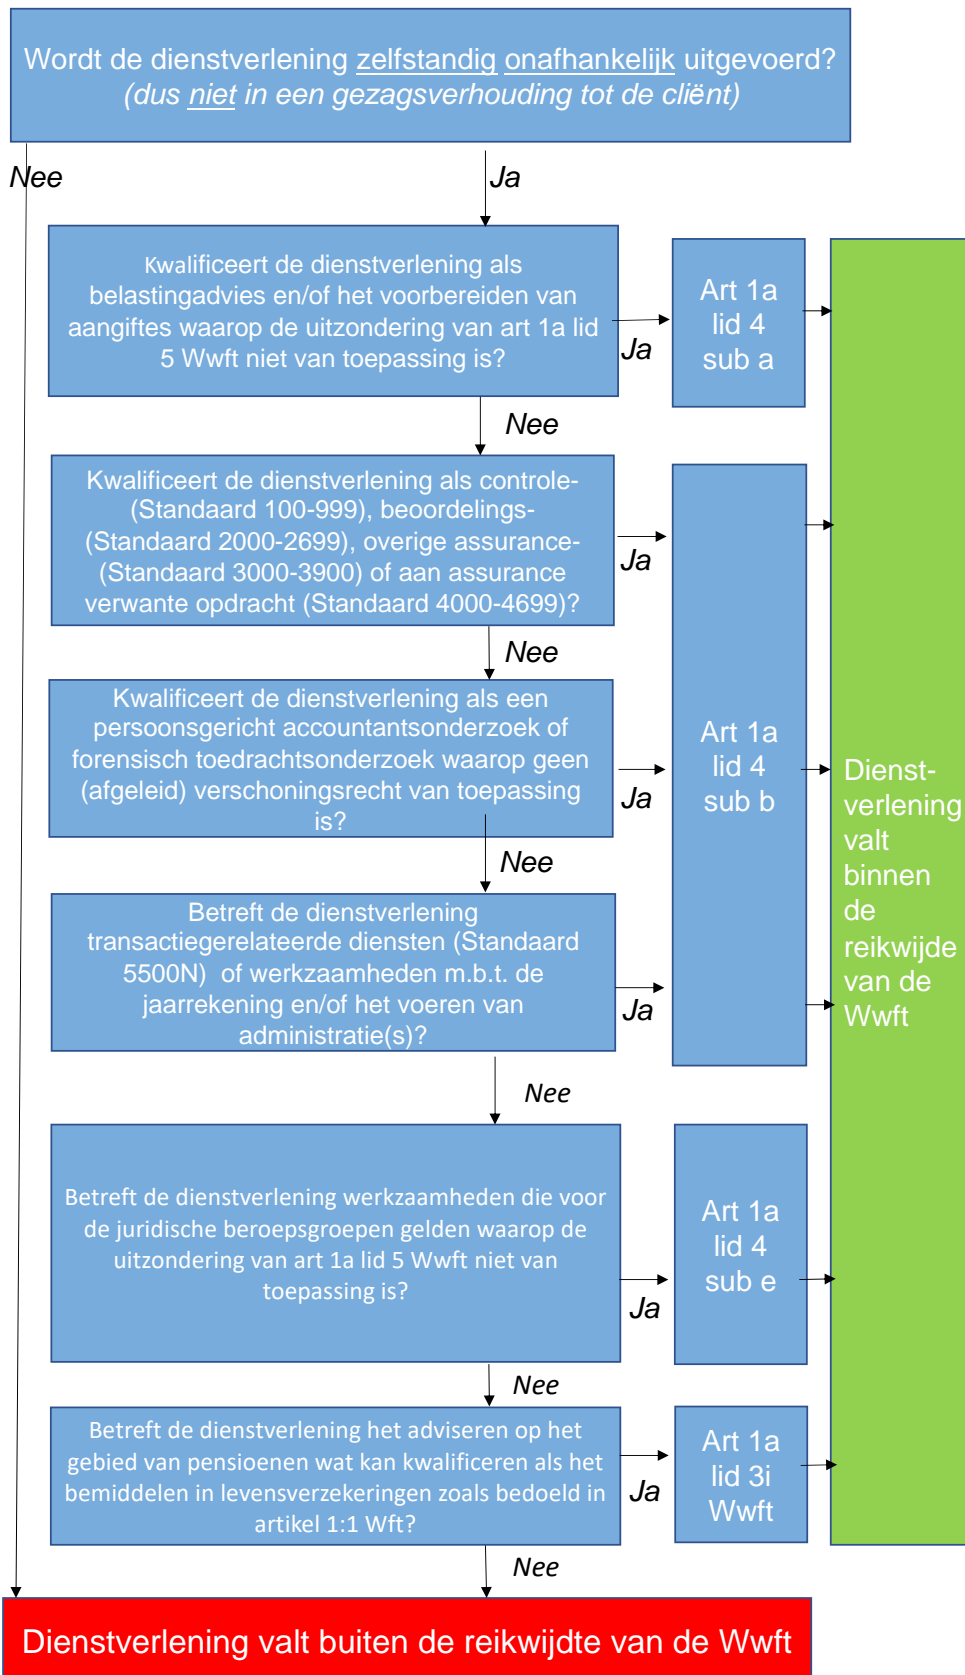 Wordt de dienstverlening zelfstandig onafhankelijk uitgevoerd?
(dus niet in een gezagsverhouding tot de cliënt)
Nee
Ja
Kwalificeert de dienstverlening als
belastingadvies en/of het voorbereiden van
aangiftes waarop de uitzondering van art 1a lid
5 Wwft niet van toepassing is?
Ja
Art 1a
lid 4
sub a
Nee
Kwalificeert de dienstverlening als controle-
(Standaard 100-999), beoordelings-
(Standaard 2000-2699), overige assurance-
(Standaard 3000-3900) of aan assurance
verwante opdracht (Standaard 4000-4699)?
Ja
Nee
Kwalificeert de dienstverlening als een
persoonsgericht accountantsonderzoek of
forensisch toedrachtsonderzoek waarop geen
(afgeleid) verschoningsrecht van toepassing
is?
Ja
Art 1a
lid 4
sub b
Nee
Betreft de dienstverlening
transactiegerelateerde diensten (Standaard
5500N) of werkzaamheden m.b.t. de
jaarrekening en/of het voeren van
administratie(s)?
Ja
Dienst-
verlening
valt
binnen
de
reikwijde
van de
Wwft
Nee
Betreft de dienstverlening werkzaamheden die voor
de juridische beroepsgroepen gelden waarop de
uitzondering van art 1a lid 5 Wwft niet van
toepassing is?
Ja
Art 1a
lid 4
sub e
Nee
Betreft de dienstverlening het adviseren op het
gebied van pensioenen wat kan kwalificeren als het
bemiddelen in levensverzekeringen zoals bedoeld in
artikel 1:1 Wft?
Ja
Art 1a
lid 3i
Wwft
Nee
Dienstverlening valt buiten de reikwijdte van de Wwft